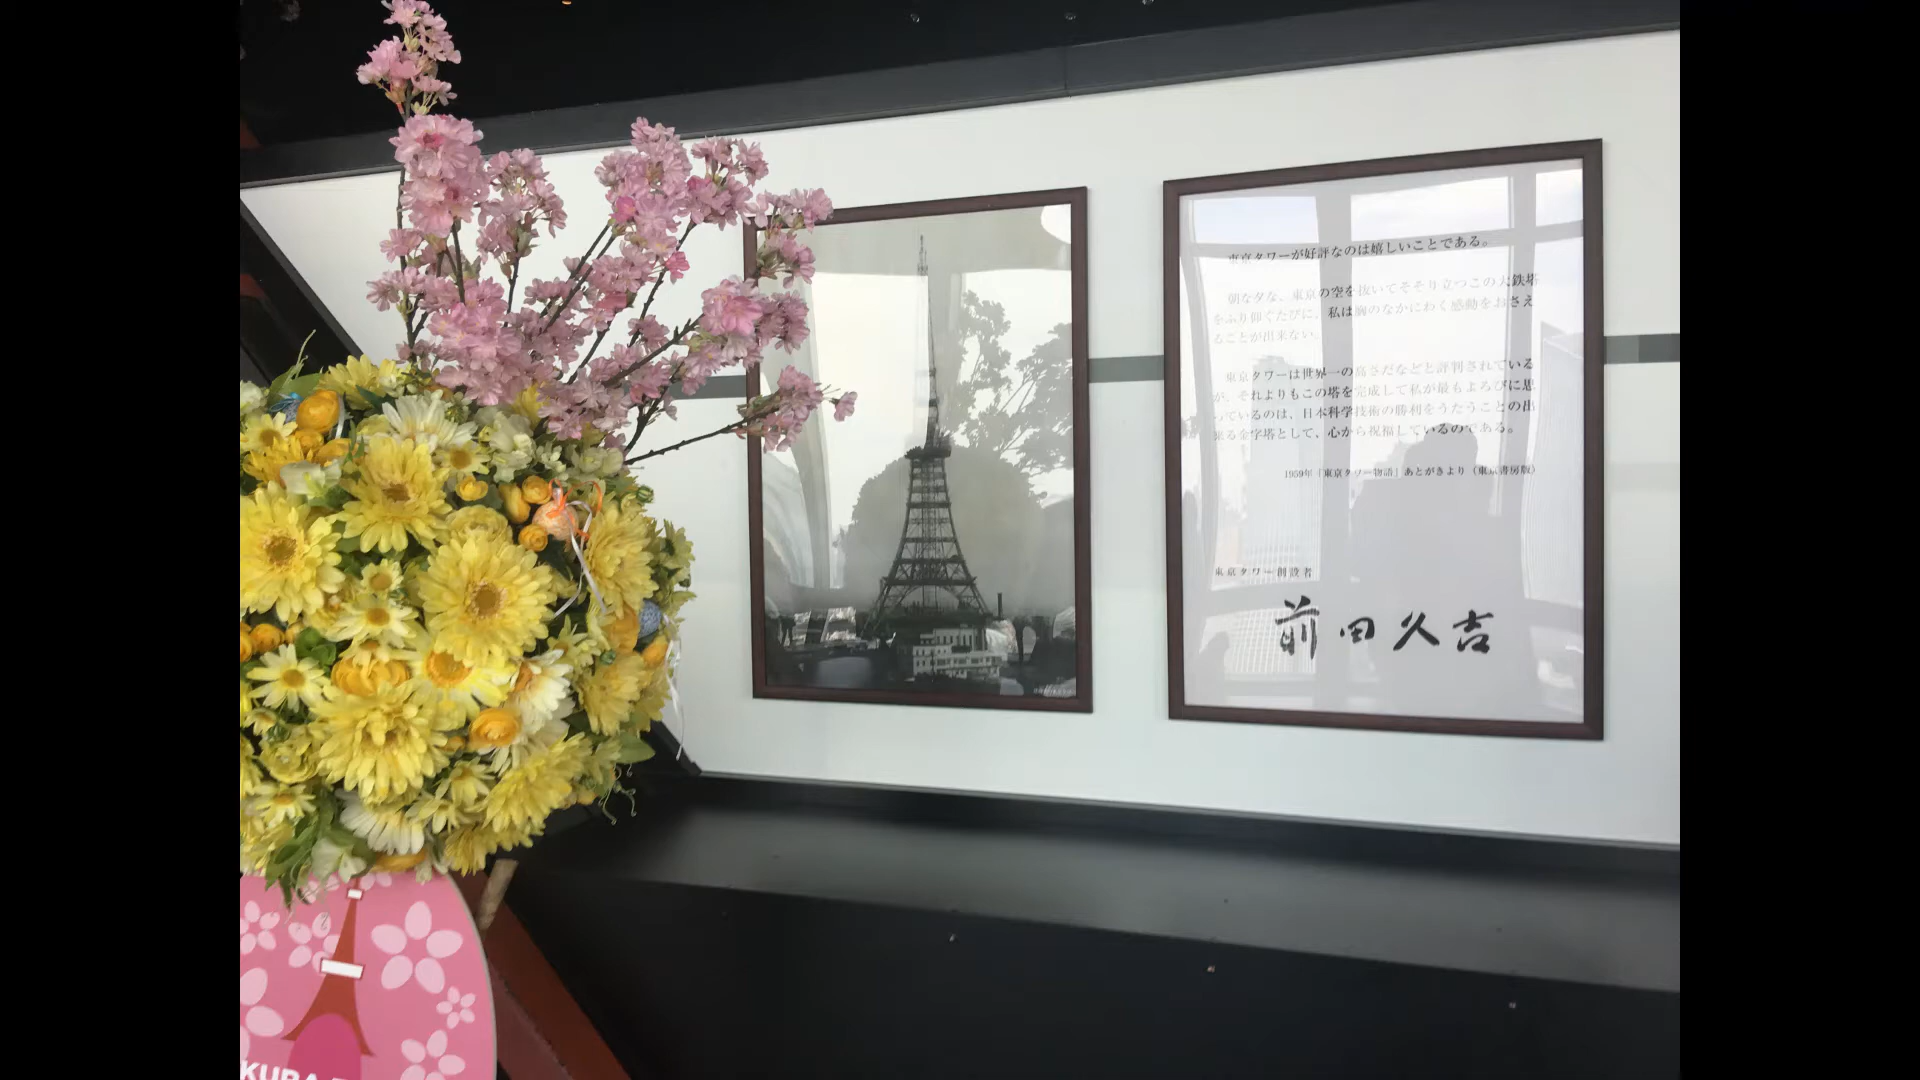 東京タワーが好評なのは嬉しいことである。
朝な夕な、東京の空を抜いてそそり立つこの大鉄塔
をふり仰ぐたびに、私は胸のなかにわく感動をおさえ
ることが出来ない。
東京タワーは世界一の高さだなどと評判されている
が、それよりもこの塔を完成して私が最もよろびに思
っているのは、日本科学技術の勝利をうたうことの出
来る金字塔として、心から祝福しているのである。
1959年「東京タワー物語」あとがきより（東京書房版）
東京タワー創設者
前田久吉
KURA